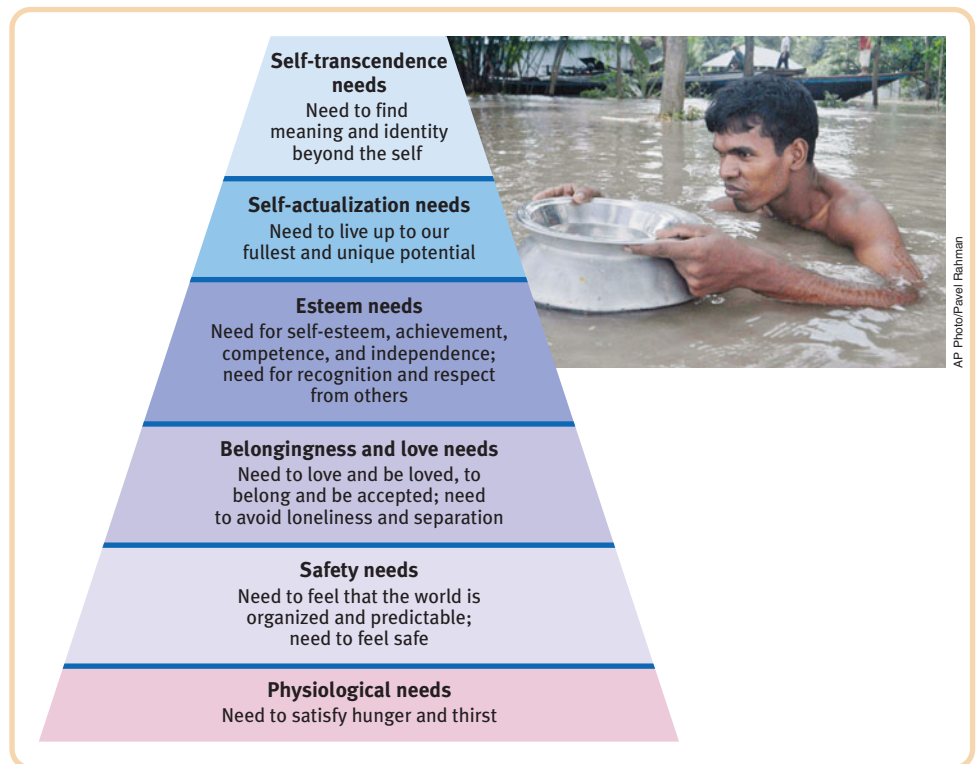 Self-transcendence
needs
Need to find
meaning and identity
beyond the self
Self-actualization needs
Need to live up to our
fullest and unique potential
Esteem needs
Need for self-esteem, achievement,
competence, and independence;
need for recognition and respect
from others
Belongingness and love needs
Need to love and be loved, to
belong and be accepted; need
to avoid loneliness and separation
Safety needs
Need to feel that the world is
organized and predictable;
need to feel safe
Physiological needs
Need to satisfy hunger and thirst
AP Photo/Pavel Rahman